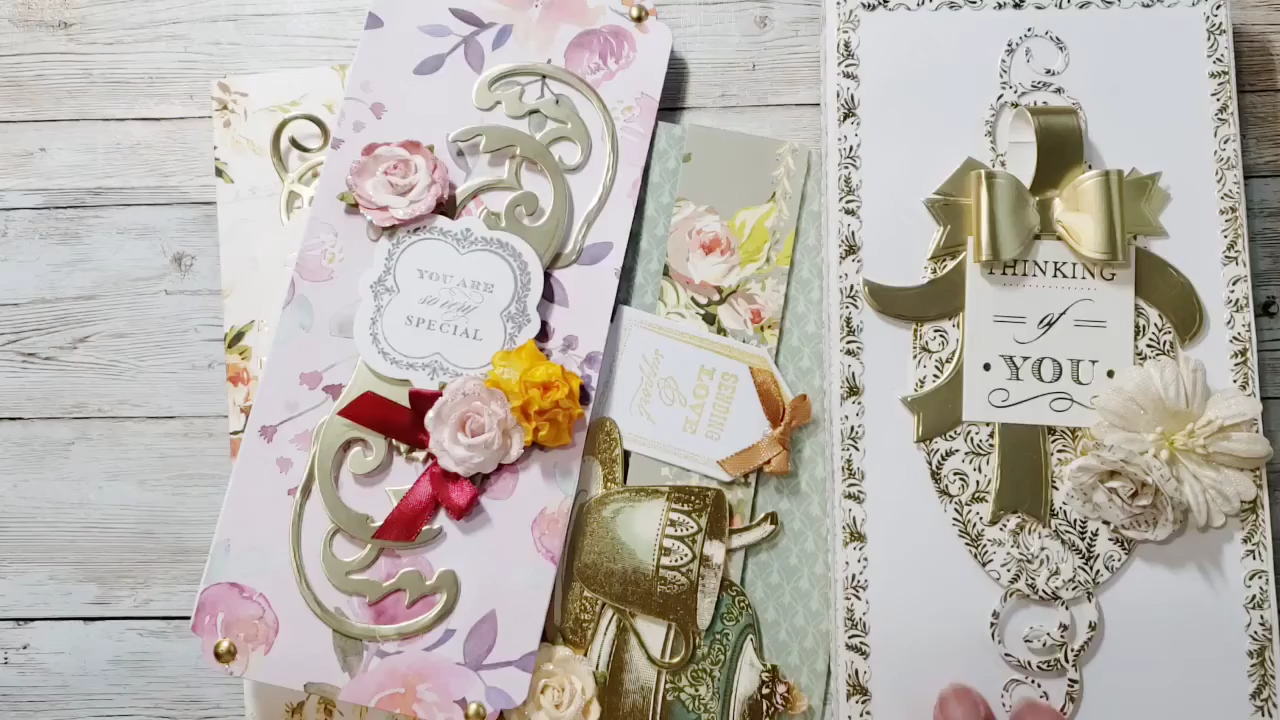 YOU ARE
so very
SPECIAL
SENDING
LOVE
&
THINKING
of
YOU